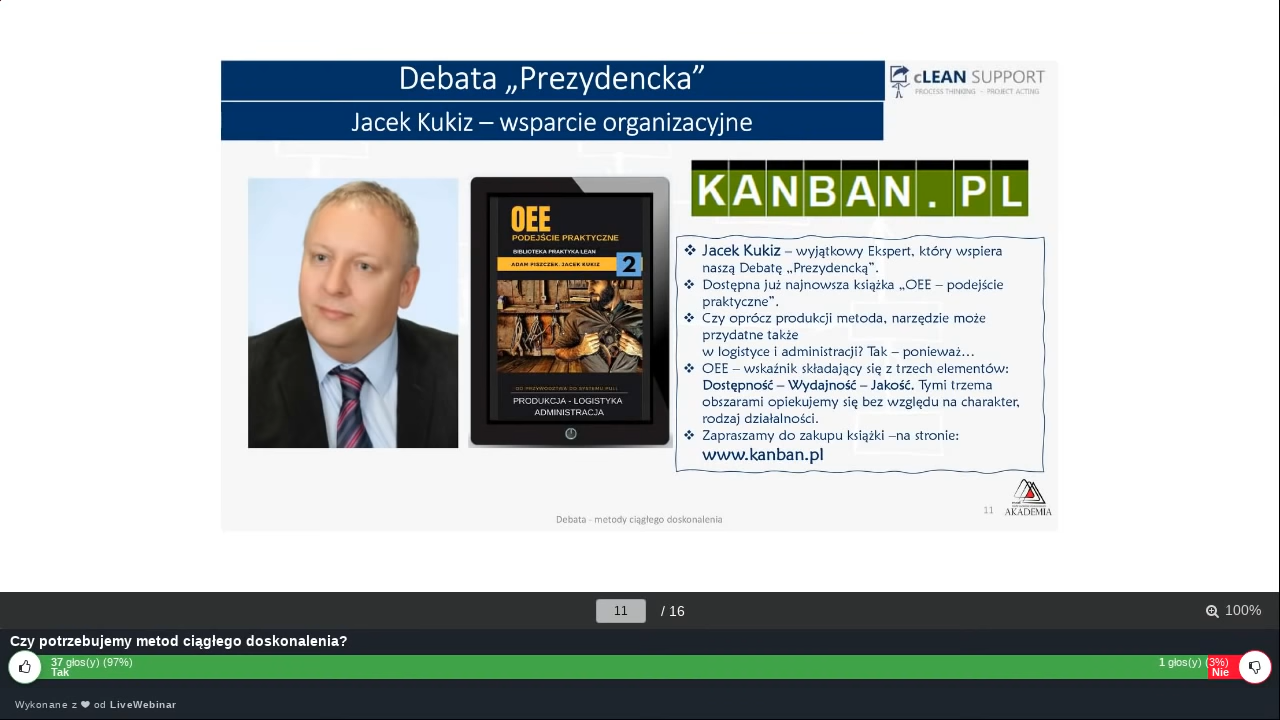 Debata „Prezydencka”
cLEAN SUPPORT
PROCESS THINKING - PROJECT ACTING
Jacek Kukiz – wsparcie organizacyjne
KANBAN.PL
OEE
PODEJŚCIE PRAKTYCZNE
BIBLIOTEKA PRAKTYKA LEAN
ADAM PISZCZEK, JACEK KUKIZ
2
OD PRZYWÓDZTWA DO SYSTEMU PULL
PRODUKCJA - LOGISTYKA
ADMINISTRACJA
❖ Jacek Kukiz – wyjątkowy Ekspert, który wspiera
naszą Debatę „Prezydencką”.
❖ Dostępna już najnowsza książka „OEE – podejście
praktyczne”.
❖ Czy oprócz produkcji metoda, narzędzie może
przydatne także
w logistyce i administracji? Tak – ponieważ…
❖ OEE – wskaźnik składający się z trzech elementów:
Dostępność – Wydajność – Jakość. Tymi trzema
obszarami opiekujemy się bez względu na charakter,
rodzaj działalności.
❖ Zapraszamy do zakupu książki –na stronie:
www.kanban.pl
Debata - metody ciągłego doskonalenia
11
AKADEMIA
11 / 16
100%
Czy potrzebujemy metod ciągłego doskonalenia?
37 głos(y) (97%)
Tak
1 głos(y) (3%)
Nie
Wykonane z ❤ od LiveWebinar